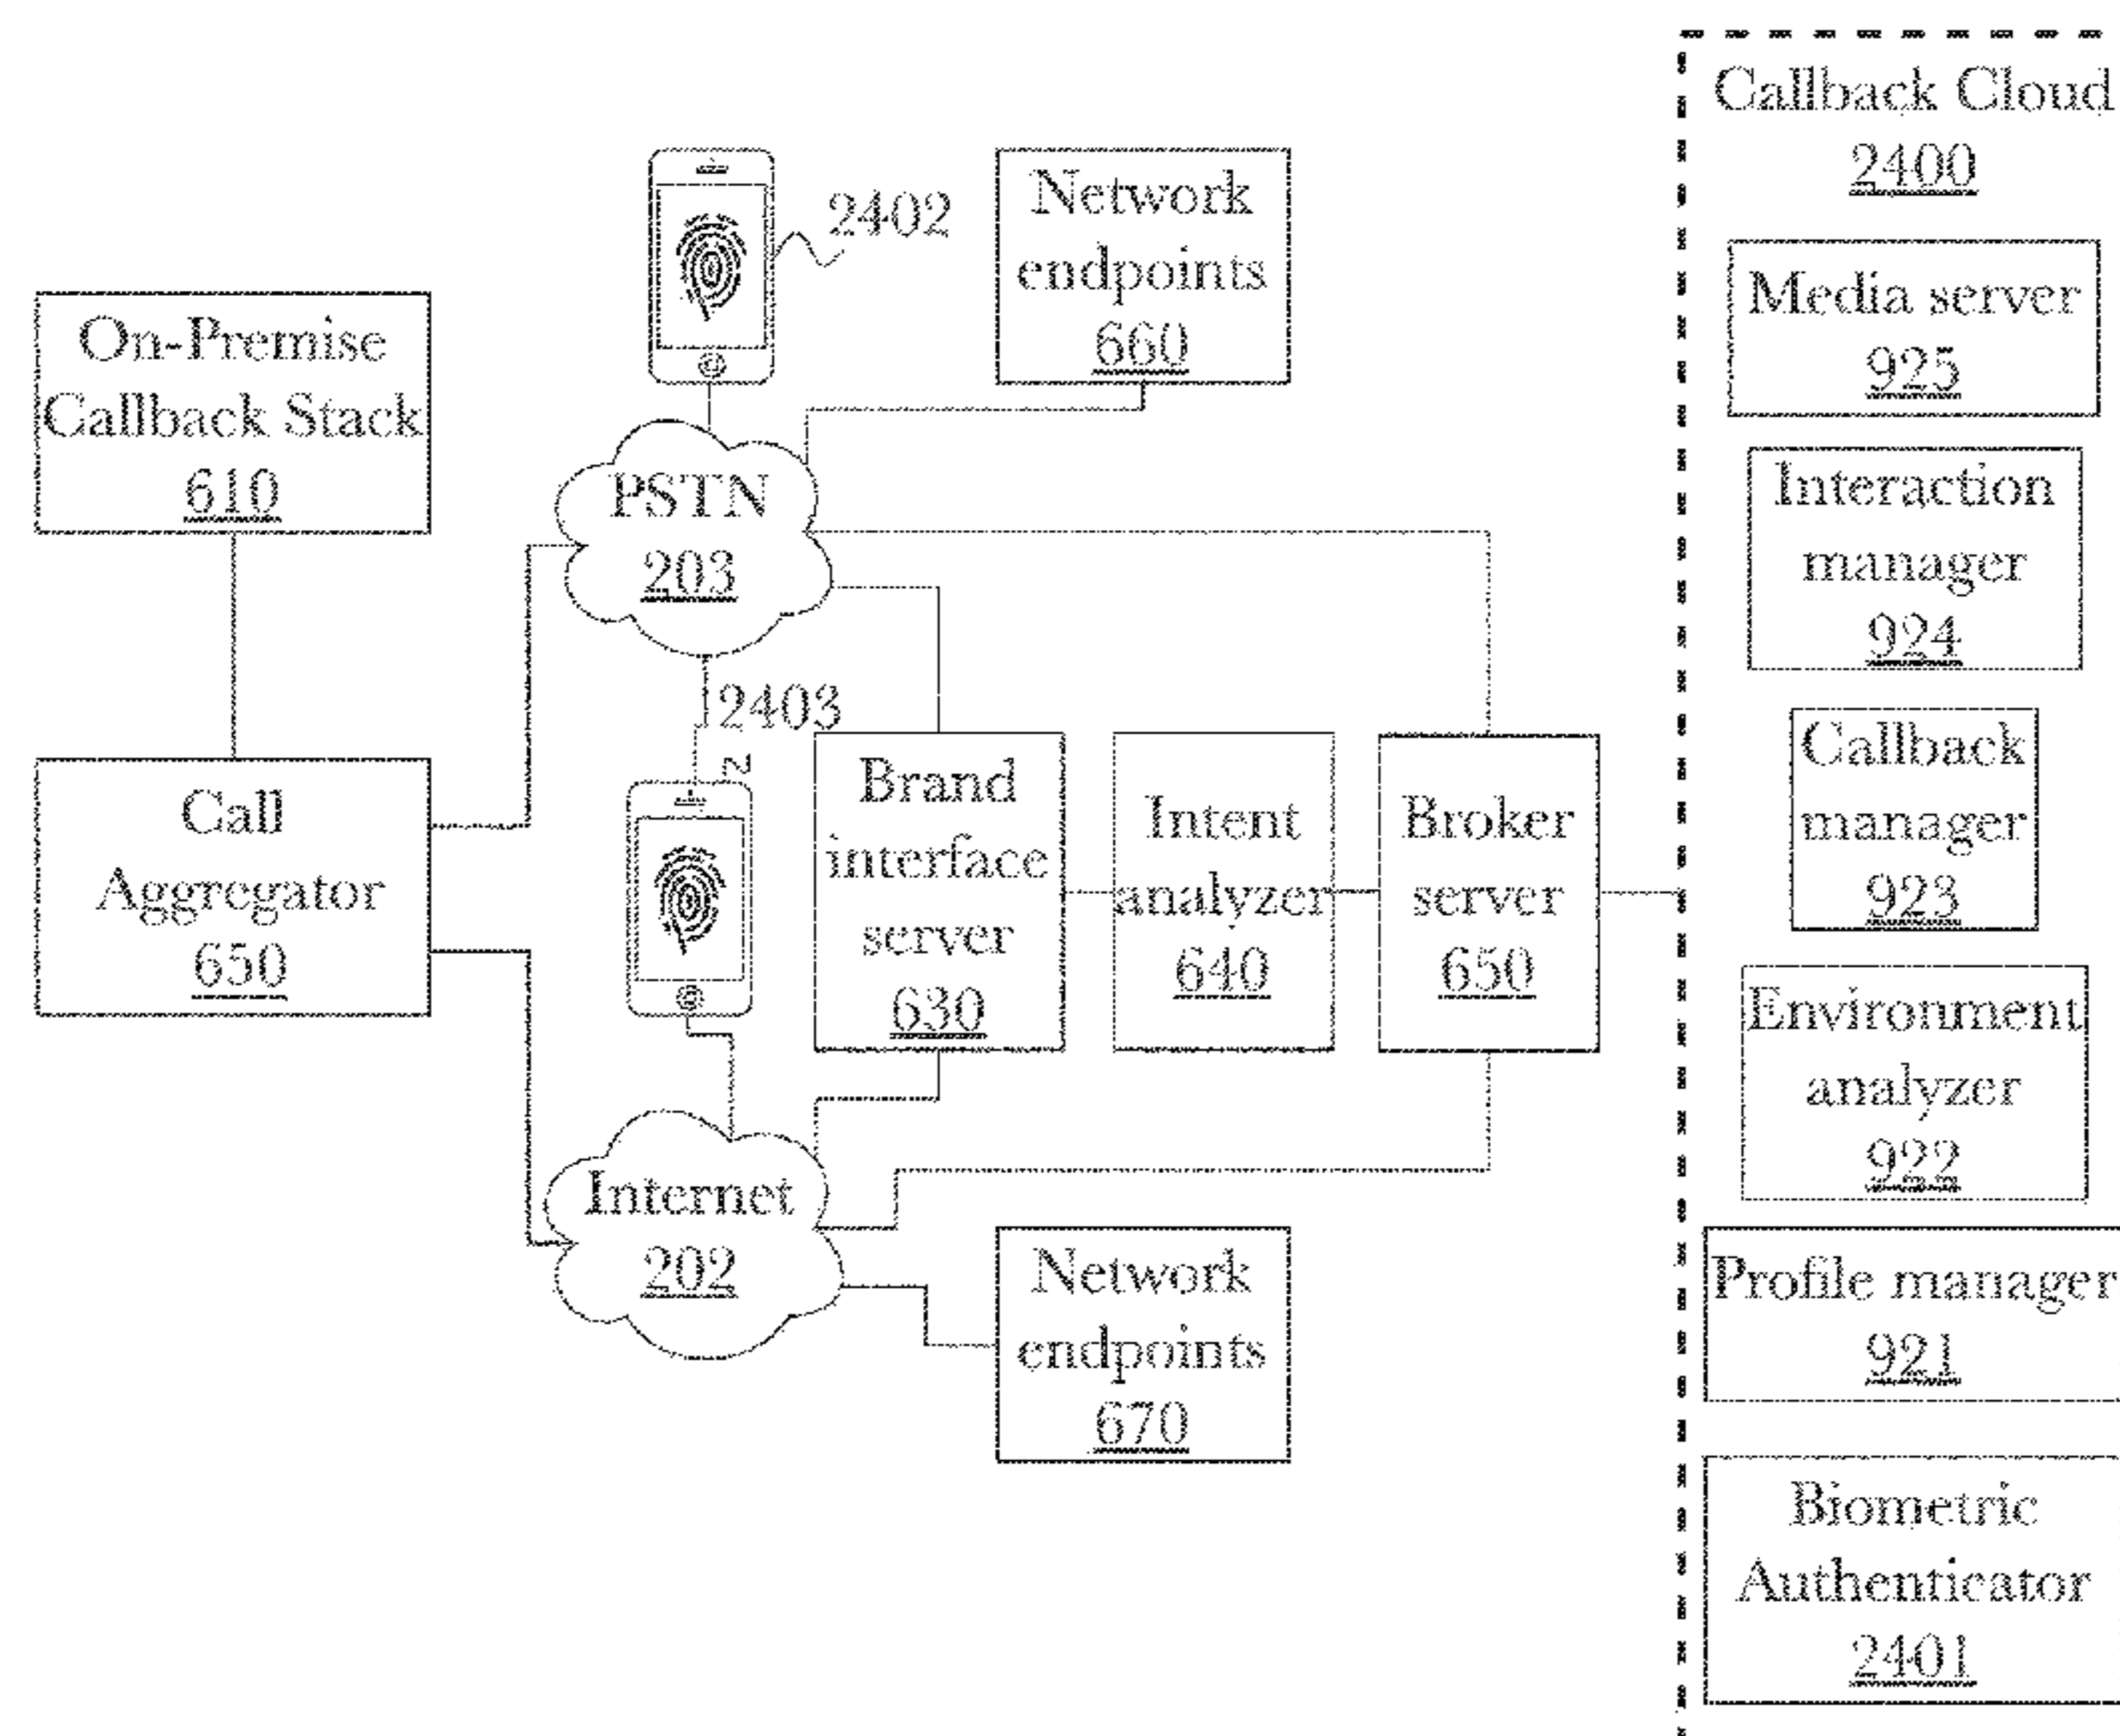 Callback Cloud
2400
2402
Network
endpoints
660
Media server
925
On-Premise
Callback Stack
610
PSTN
203
Interaction
manager
924
2403
Call
Aggregator
650
Brand
interface
server
630
Intent
analyzer
640
Broker
server
650
Callback
manager
923
Environment
analyzer
922
Internet
202
Network
endpoints
670
Profile manager
921
Biometric
Authenticator
2401